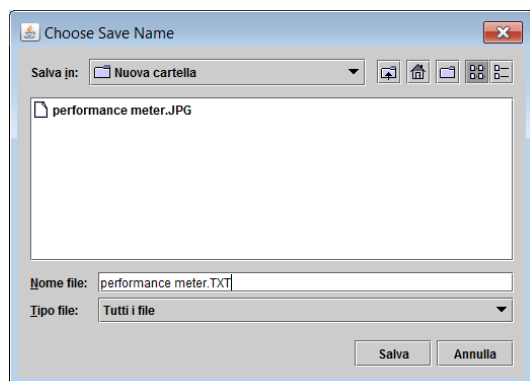 Choose Save Name
Salva in: Nuova cartella
performance meter.JPG
Nome file: performance meter.TXT
Tipo file: Tutti i file
Salva Annulla